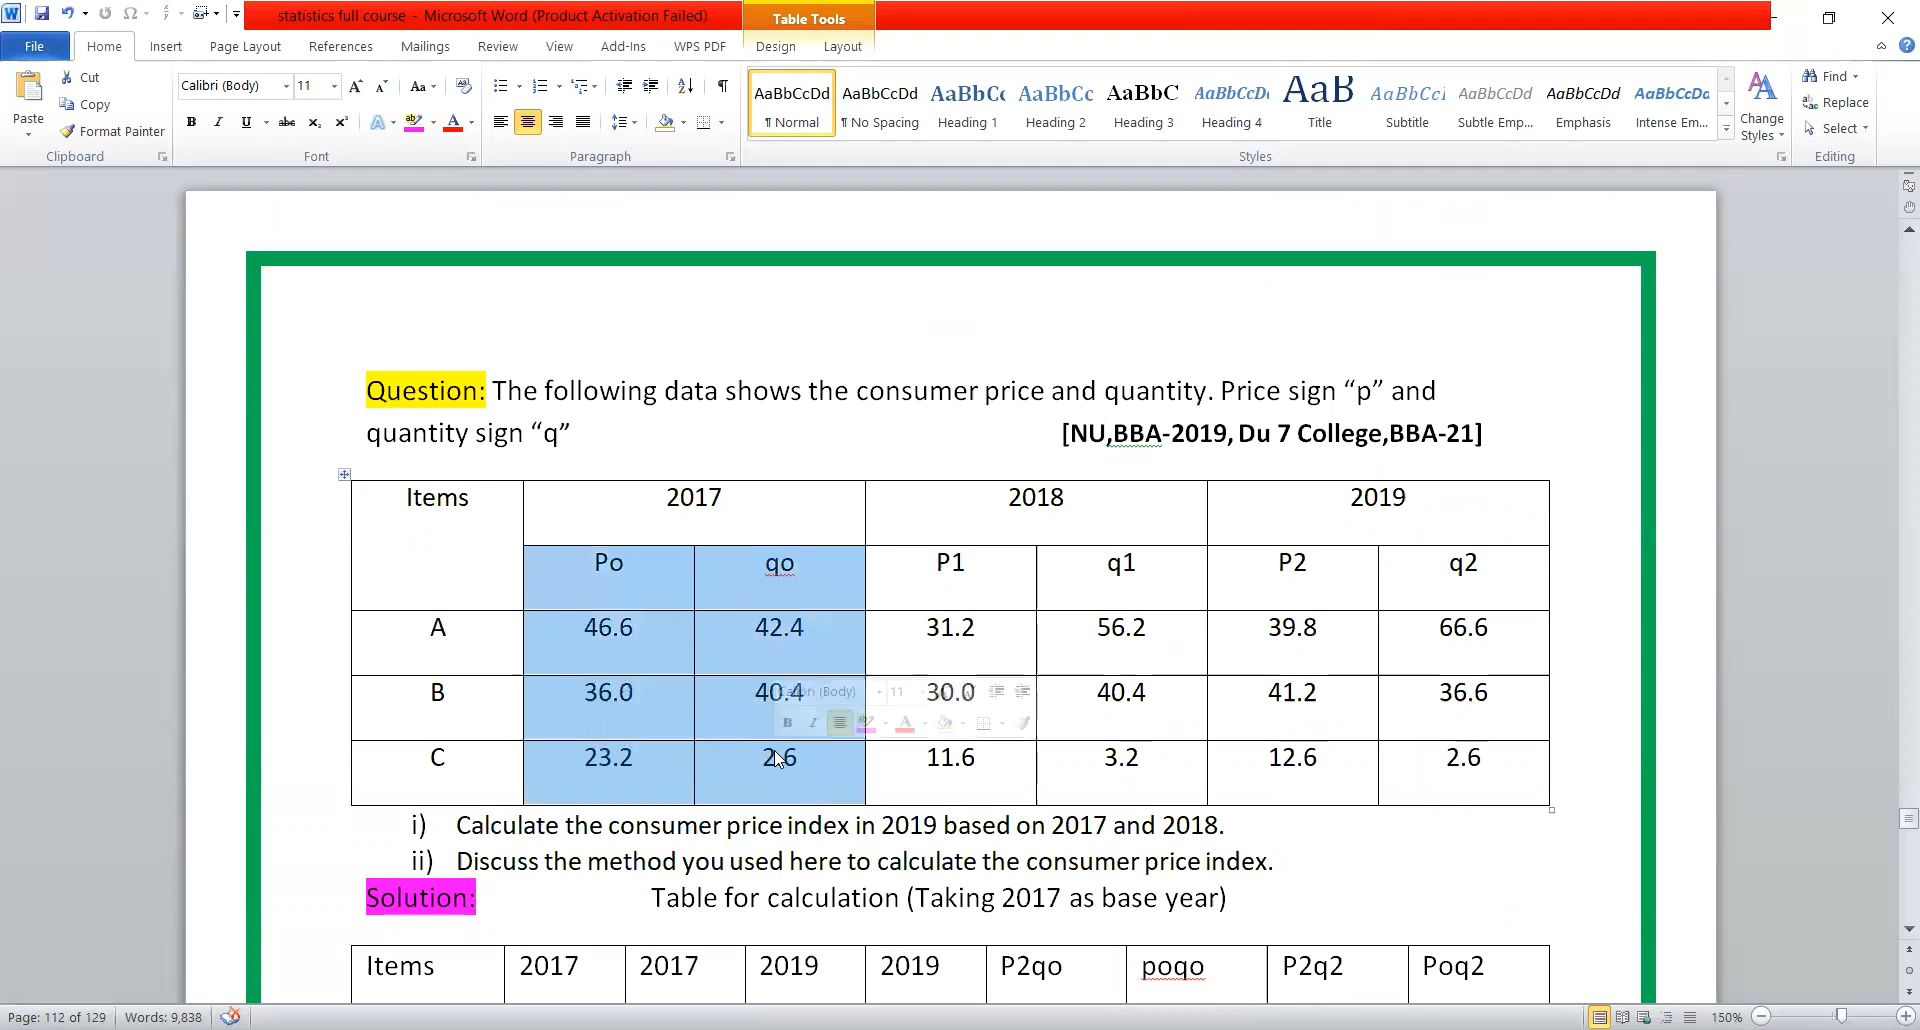 statistics full course - Microsoft Word (Product Activation Failed)
Table Tools
File Home Insert Page Layout References Mailings Review View Add-Ins WPS PDF Design Layout
Paste
Cut
Copy
Format Painter
Clipboard
Calibri (Body) 11
Font
Paragraph
AaBbCcDd AaBbCcDd AaBbCc AaBbCc AaBbC AaBbCcDc AaB AaBbCcl AaBbCcDd AaBbCcDd AaBbCcDc
¶ Normal ¶ No Spacing Heading 1 Heading 2 Heading 3 Heading 4 Title Subtitle Subtle Emp... Emphasis Intense Em...
Change Styles
Styles
Find
Replace
Select
Editing
Question: The following data shows the consumer price and quantity. Price sign “p” and
quantity sign “q” [NU,BBA-2019, Du 7 College,BBA-21]
Items 2017 2018 2019
Po qo P1 q1 P2 q2
A 46.6 42.4 31.2 56.2 39.8 66.6
B 36.0 40.4 30.0 40.4 41.2 36.6
C 23.2 2.6 11.6 3.2 12.6 2.6
i) Calculate the consumer price index in 2019 based on 2017 and 2018.
ii) Discuss the method you used here to calculate the consumer price index.
Solution: Table for calculation (Taking 2017 as base year)
Items 2017 2017 2019 2019 P2qo poqo P2q2 Poq2
Page: 112 of 129 Words: 9,838 150%